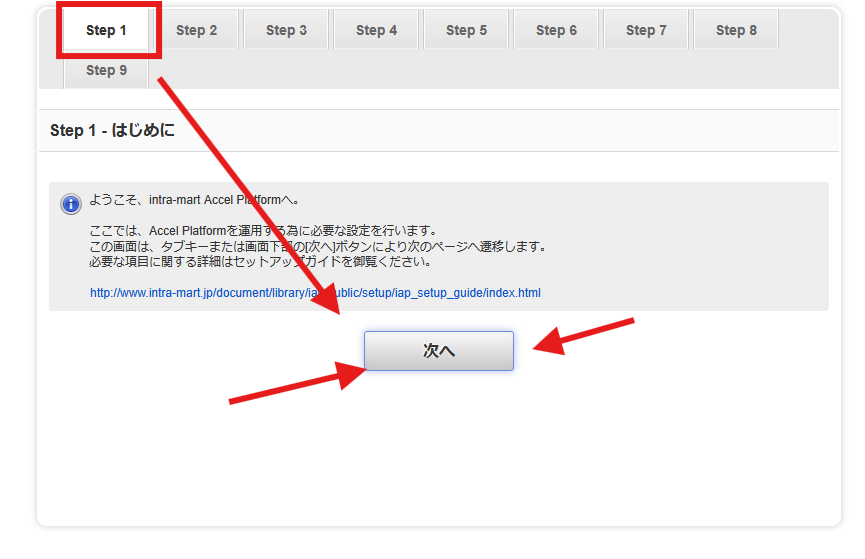 Step 1
Step 2
Step 3
Step 4
Step 5
Step 6
Step 7
Step 8
Step 9
Step 1 - はじめに
ようこそ、intra-mart Accel Platformへ。
ここでは、Accel Platformを運用する為に必要な設定を行います。
この画面は、タブキーまたは画面下部の[次へ]ボタンにより次のページへ遷移します。
必要な項目に関する詳細はセットアップガイドを御覧ください。
http://www.intra-mart.jp/document/library/iap/public/setup/iap_setup_guide/index.html
次へ